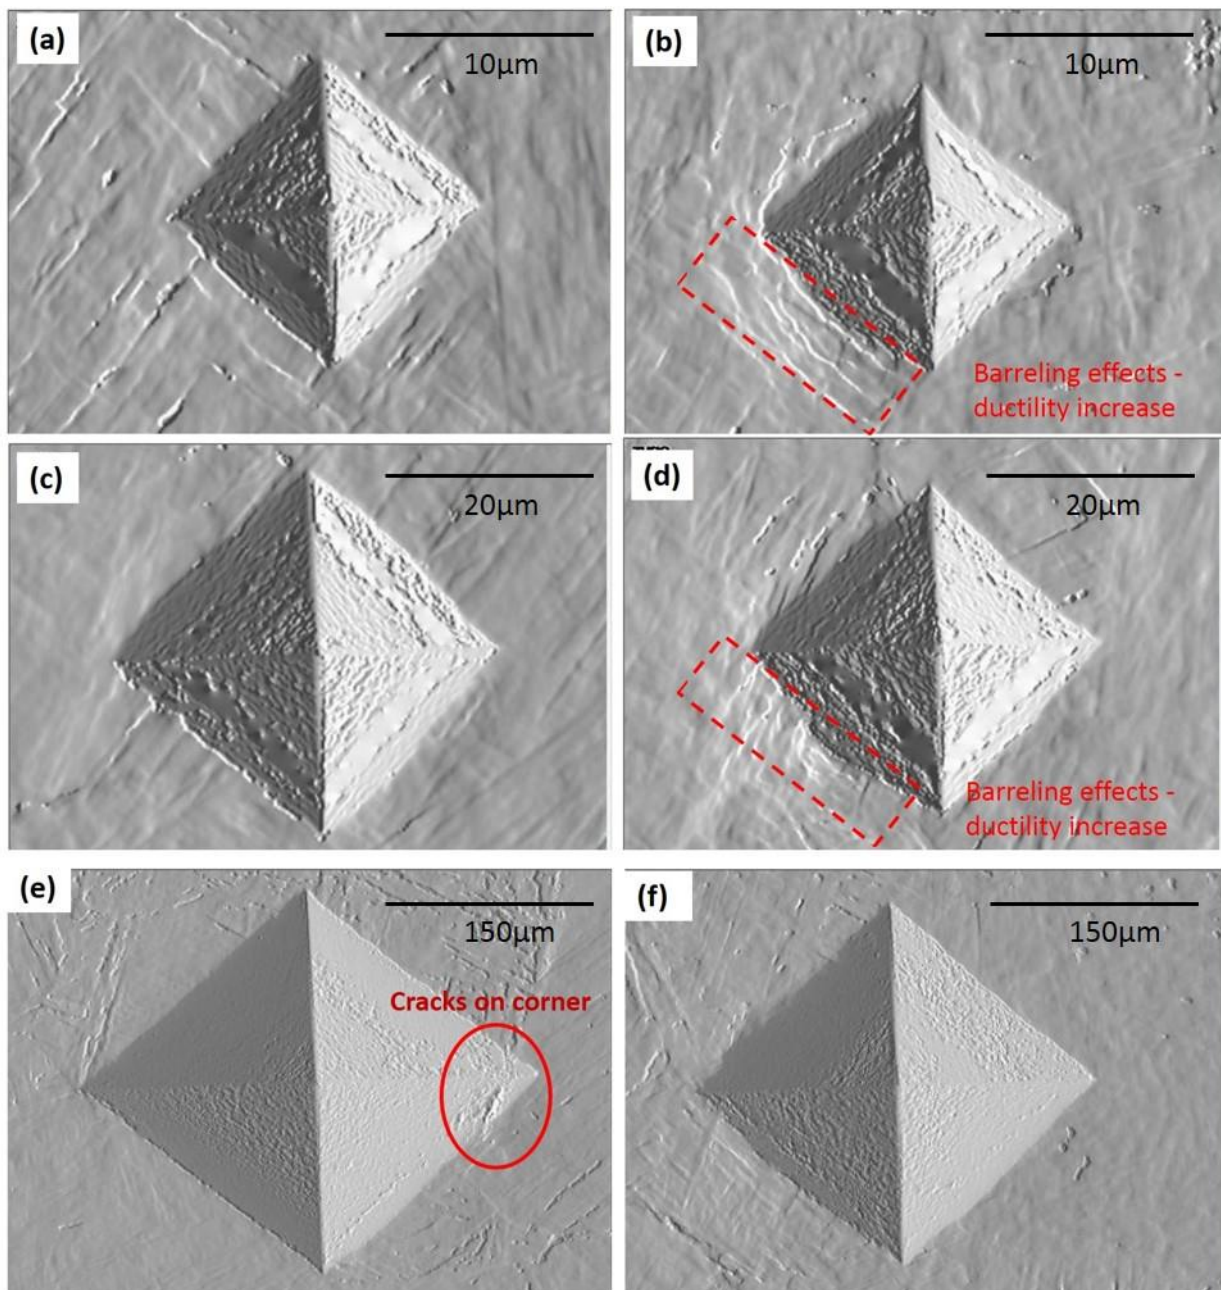 (a)
10µm
(b)
10µm
Barreling effects -
ductility increase
(c)
20µm
(d)
20µm
Barreling effects -
ductility increase
(e)
150µm
Cracks on corner
(f)
150µm